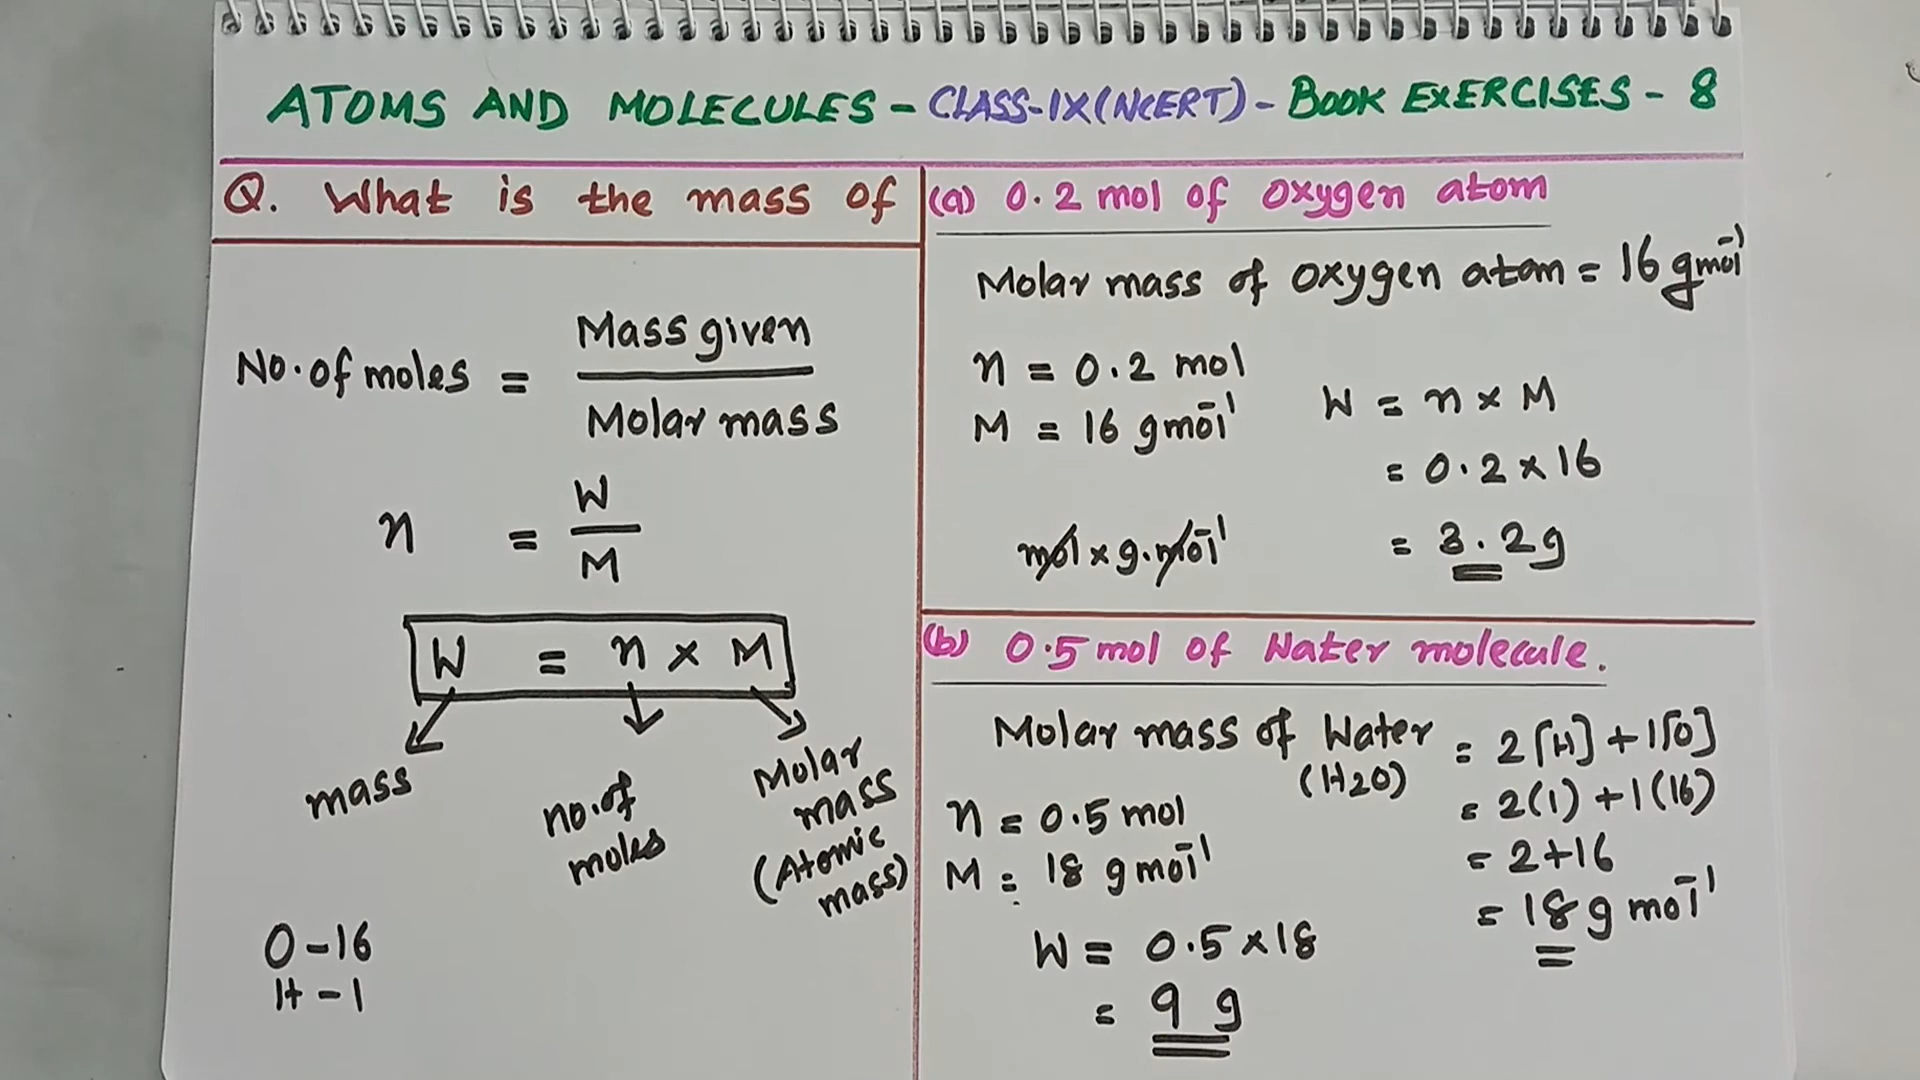 ATOMS AND MOLECULES - CLASS-IX(NCERT) - BOOK EXERCISES - 8
Q. What is the mass of
No. of moles = Mass given / Molar mass
n = W / M
W = n × M
mass
no. of moles
Molar mass (Atomic mass)
O - 16
H - 1
(a) 0.2 mol of oxygen atom
Molar mass of oxygen atom = 16 g mol⁻¹
n = 0.2 mol
M = 16 g mol⁻¹
mol × g. mol⁻¹
W = n × M
= 0.2 × 16
= 3.2g
(b) 0.5 mol of Water molecule.
Molar mass of Water (H2O) = 2[H] + 1[O]
= 2(1) + 1(16)
= 2+16
= 18 g mol⁻¹
n = 0.5 mol
M = 18 g mol⁻¹
W = 0.5 × 18
= 9 g